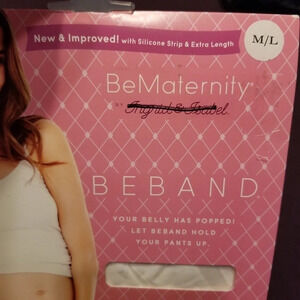 New & Improved! with Silicone Strip & Extra Length
M/L
BeMaternity
BY Ingrid & Isabel
BEBAND
YOUR BELLY HAS POPPED!
LET BEBAND HOLD
YOUR PANTS UP.